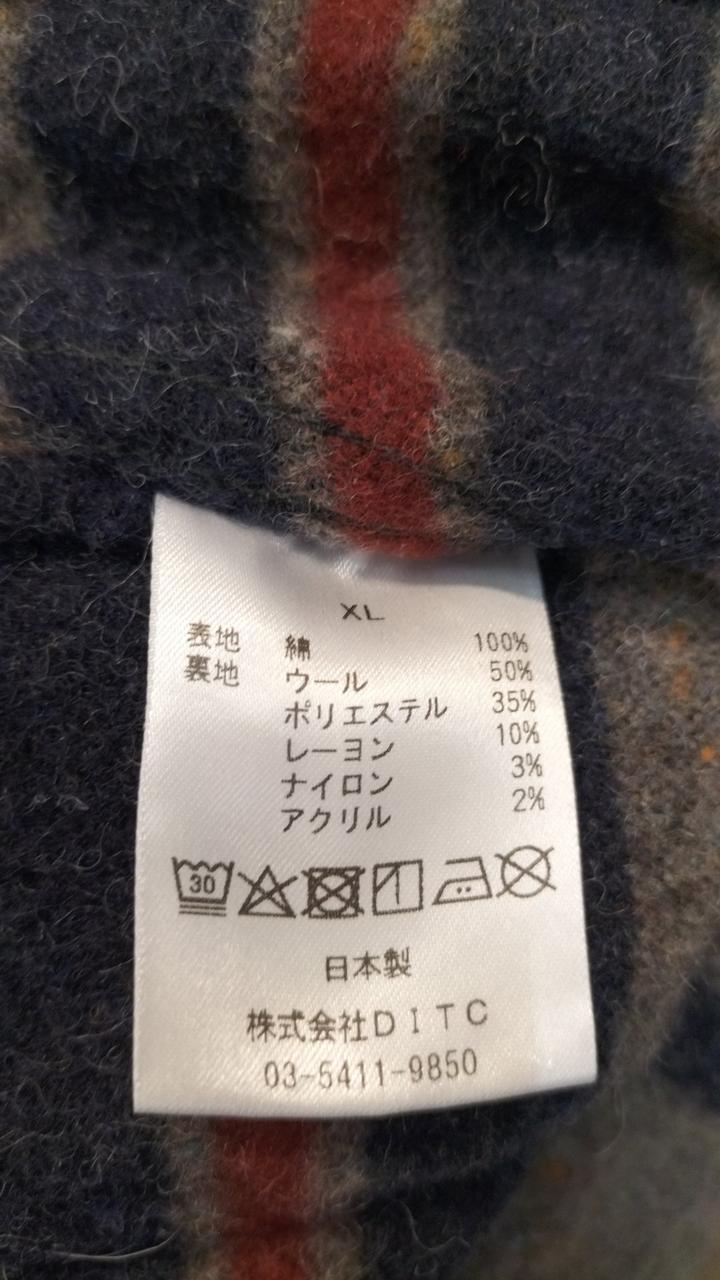 XL
表地 綿 100%
裏地 ウール 50%
ポリエステル 35%
レーヨン 10%
ナイロン 3%
アクリル 2%
30
日本製
株式会社DITC
03-5411-9850